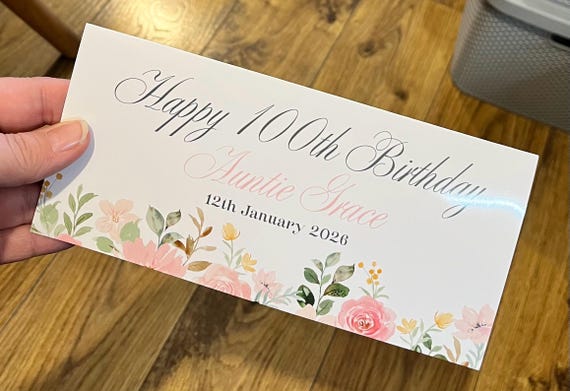 Happy 100th Birthday
Auntie Grace
12th January 2026